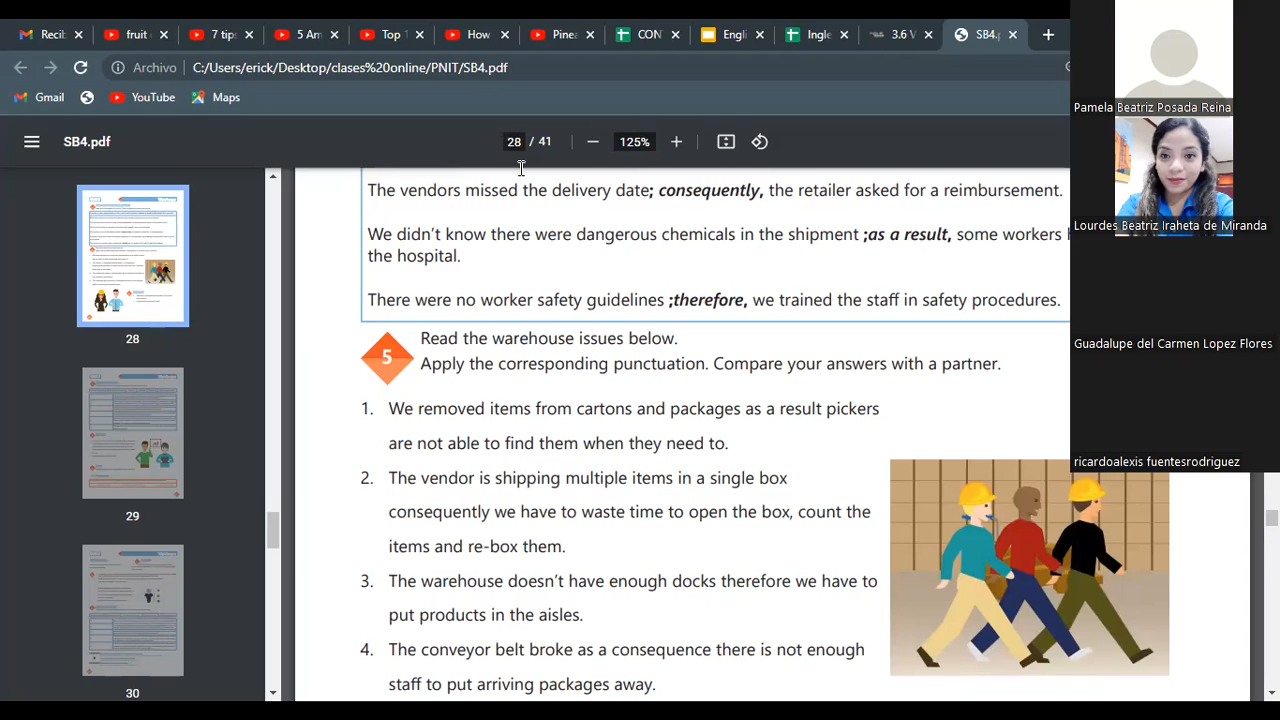 Recib
fruit
7 tip
5 Am
Top
How
Pinea
CON
Engli
Ingle
3.6 V
SB4.p
Archivo
C:/Users/erick/Desktop/clases%20online/PNIT/SB4.pdf
Gmail
YouTube
Maps
SB4.pdf
28 / 41
125%
The vendors missed the delivery date; consequently, the retailer asked for a reimbursement.
We didn't know there were dangerous chemicals in the shipment ;as a result, some workers h
the hospital.
There were no worker safety guidelines ;therefore, we trained the staff in safety procedures.
5
Read the warehouse issues below.
Apply the corresponding punctuation. Compare your answers with a partner.
1. We removed items from cartons and packages as a result pickers
are not able to find them when they need to.
2. The vendor is shipping multiple items in a single box
consequently we have to waste time to open the box, count the
items and re-box them.
3. The warehouse doesn't have enough docks therefore we have to
put products in the aisles.
4. The conveyor belt broke as a consequence there is not enough
staff to put arriving packages away.
28
29
30
Pamela Beatriz Posada Reina
Lourdes Beatriz Iraheta de Miranda
Guadalupe del Carmen Lopez Flores
ricardoalexis fuentesrodriguez